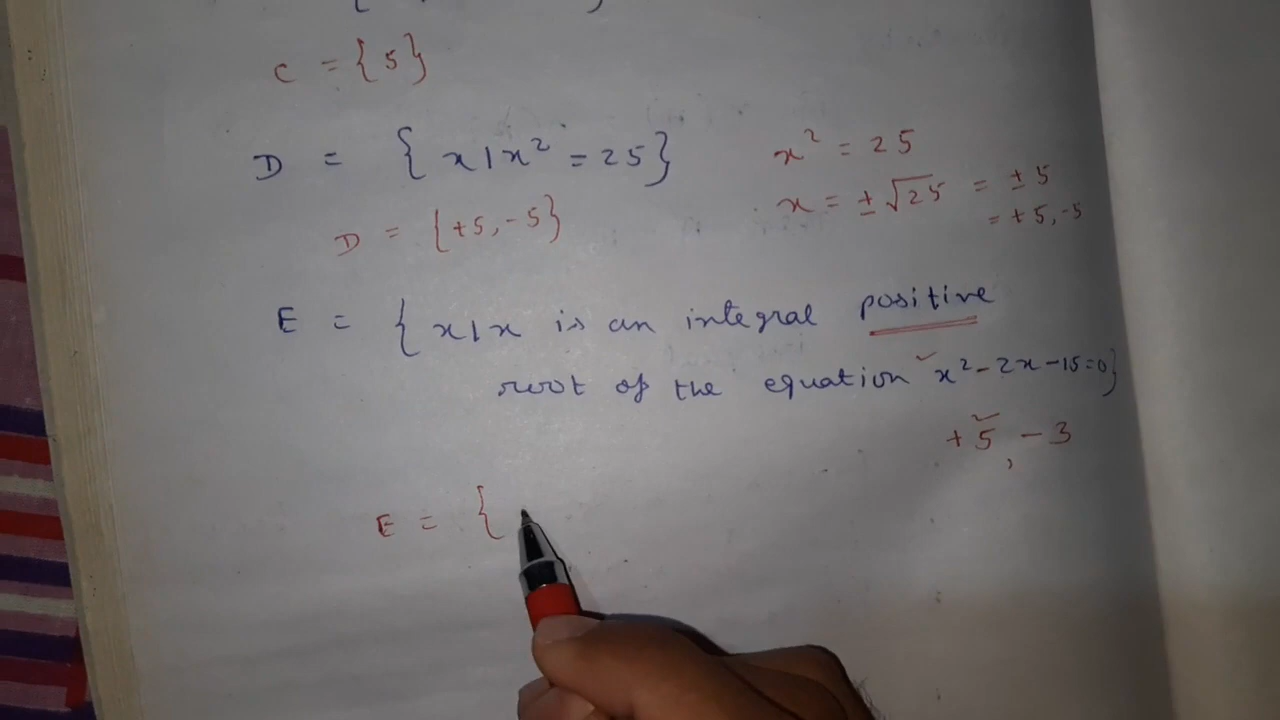 C = {5}
D = {x|x² = 25}
x² = 25
x = ±√25 = ±5
= +5, -5
D = {+5, -5}
E = {x|x is an integral positive
root of the equation x² - 2x - 15 = 0}
+5, -3
E = {